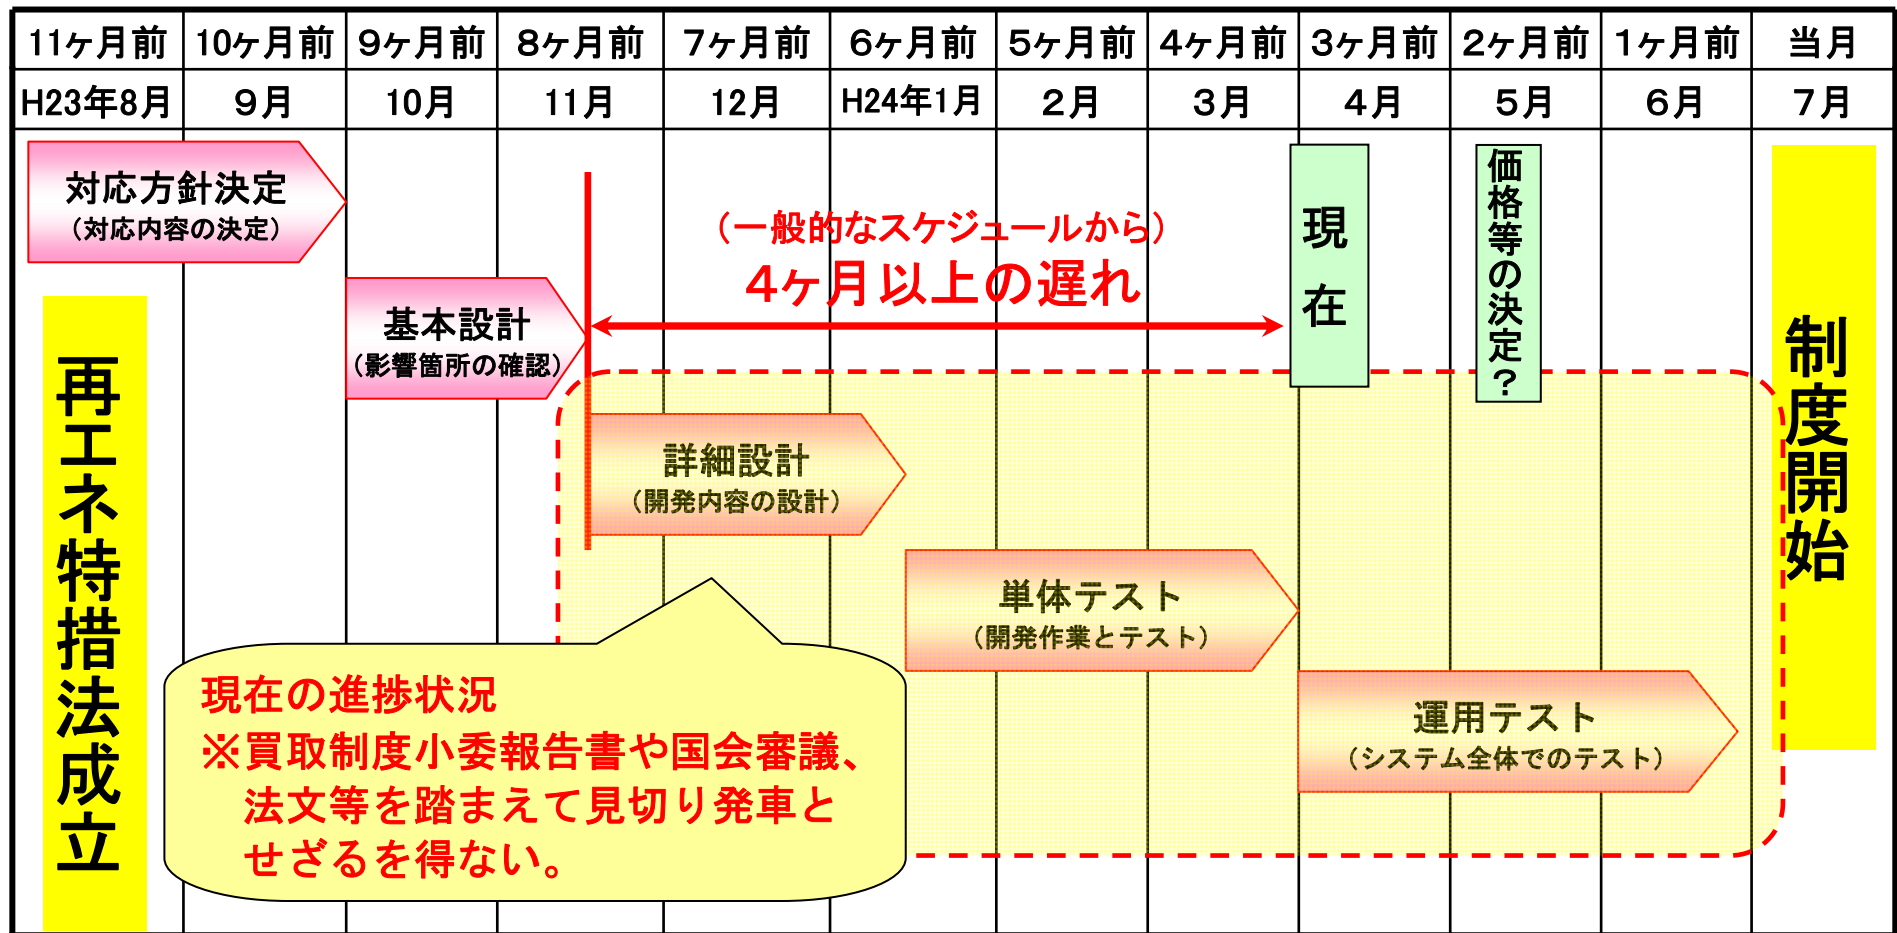 11ヶ月前 10ヶ月前 9ヶ月前 8ヶ月前 7ヶ月前 6ヶ月前 5ヶ月前 4ヶ月前 3ヶ月前 2ヶ月前 1ヶ月前 当月
H23年8月 9月 10月 11月 12月 H24年1月 2月 3月 4月 5月 6月 7月
対応方針決定
（対応内容の決定）
再エネ特措法成立
基本設計
（影響箇所の確認）
（一般的なスケジュールから）
4ヶ月以上の遅れ
現在
価格等の決定？
制度開始
詳細設計
（開発内容の設計）
単体テスト
（開発作業とテスト）
運用テスト
（システム全体でのテスト）
現在の進捗状況
※買取制度小委報告書や国会審議、
法文等を踏まえて見切り発車と
せざるを得ない。